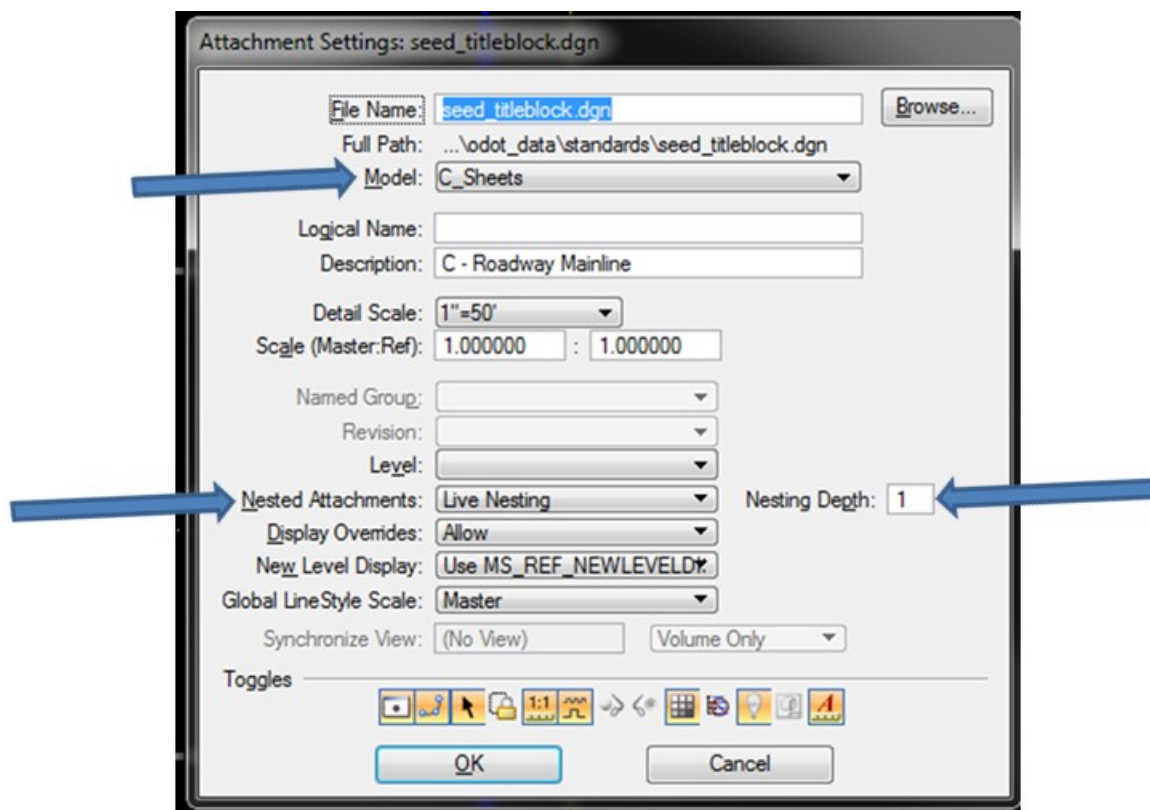 Attachment Settings: seed_titleblock.dgn
File Name: seed_titleblock.dgn Browse...
Full Path: ...\odot_data\standards\seed_titleblock.dgn
Model: C_Sheets
Logical Name:
Description: C - Roadway Mainline
Detail Scale: 1"=50'
Scale (Master:Ref): 1.000000 : 1.000000
Named Group:
Revision:
Level:
Nested Attachments: Live Nesting Nesting Depth: 1
Display Overrides: Allow
New Level Display: Use MS_REF_NEWLEVELDI
Global LineStyle Scale: Master
Synchronize View: (No View) Volume Only
Toggles
1:1 A
OK Cancel